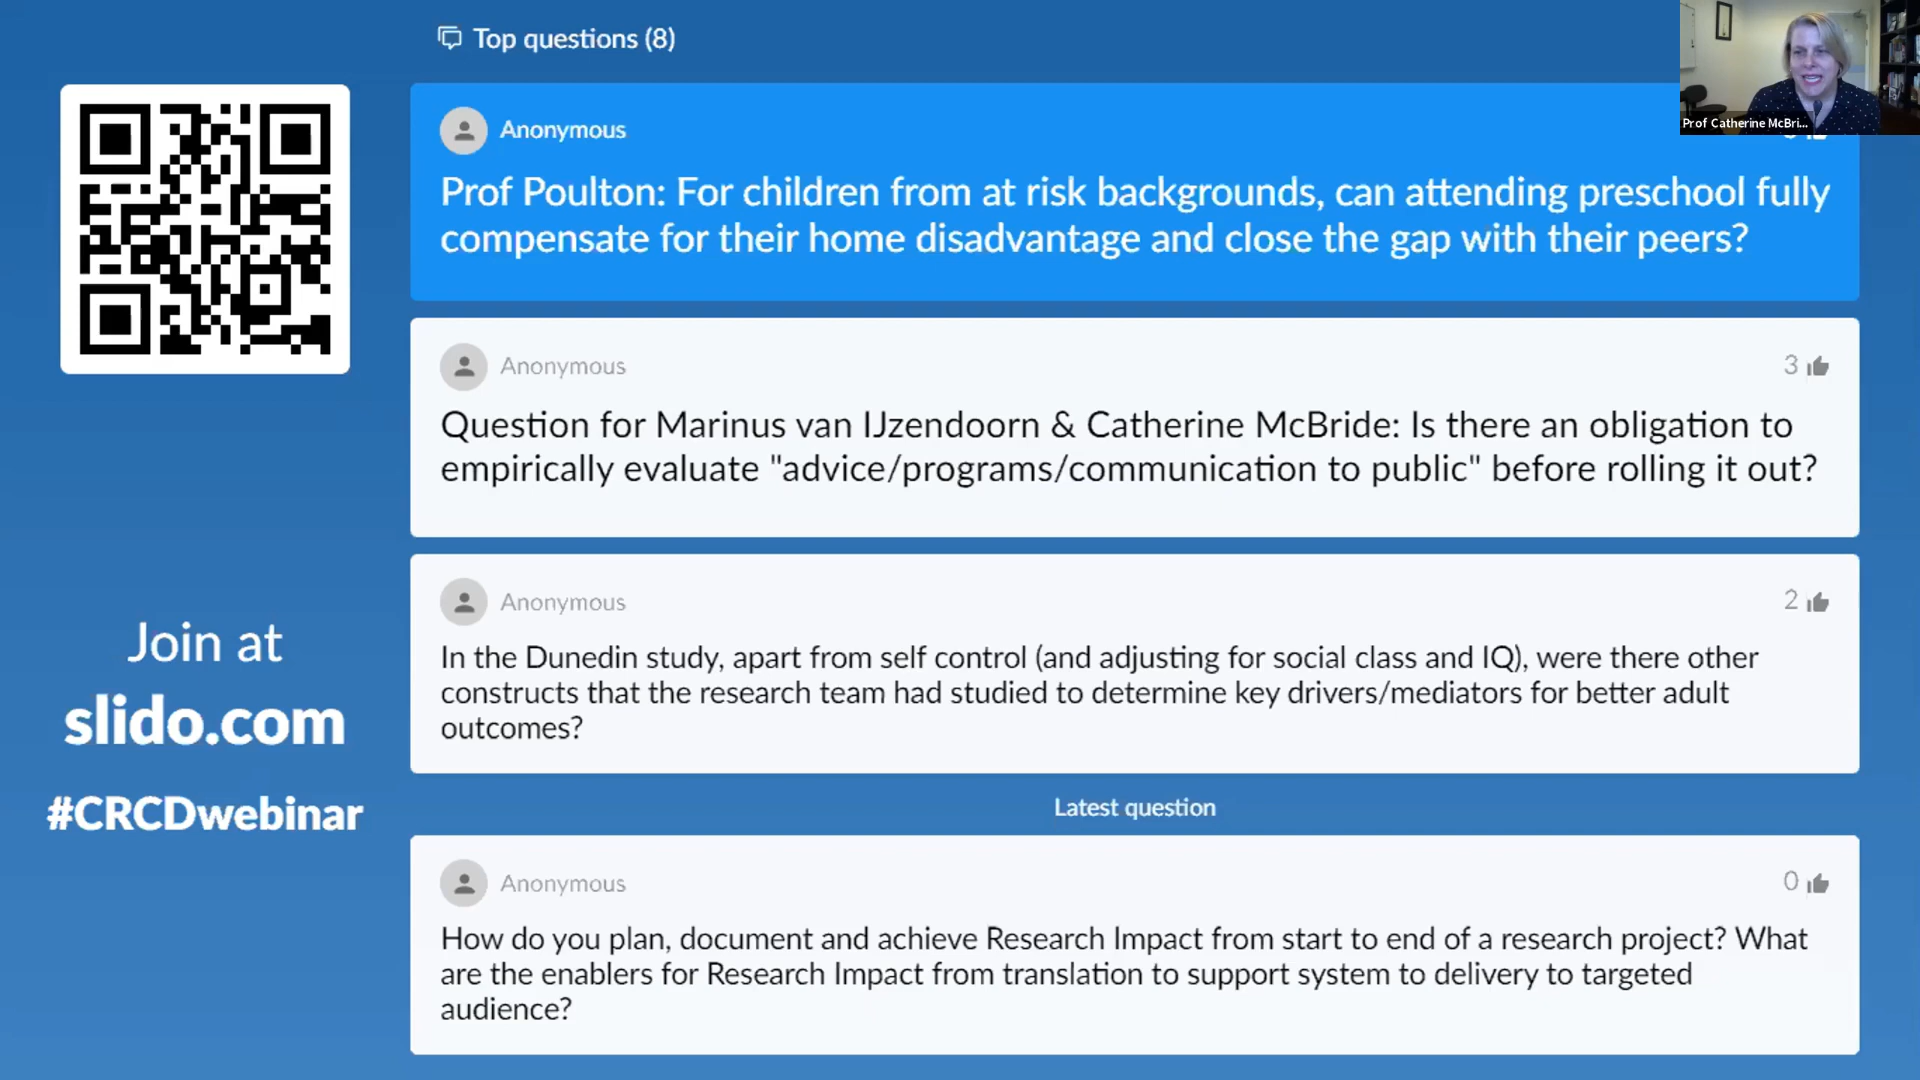 Top questions (8)
Anonymous
Prof Poulton: For children from at risk backgrounds, can attending preschool fully
compensate for their home disadvantage and close the gap with their peers?
Prof Catherine McBri...
Anonymous
3
Question for Marinus van IJzendoorn & Catherine McBride: Is there an obligation to
empirically evaluate "advice/programs/communication to public" before rolling it out?
Anonymous
2
In the Dunedin study, apart from self control (and adjusting for social class and IQ), were there other
constructs that the research team had studied to determine key drivers/mediators for better adult
outcomes?
Latest question
Anonymous
0
How do you plan, document and achieve Research Impact from start to end of a research project? What
are the enablers for Research Impact from translation to support system to delivery to targeted
audience?
Join at
slido.com
#CRCDwebinar